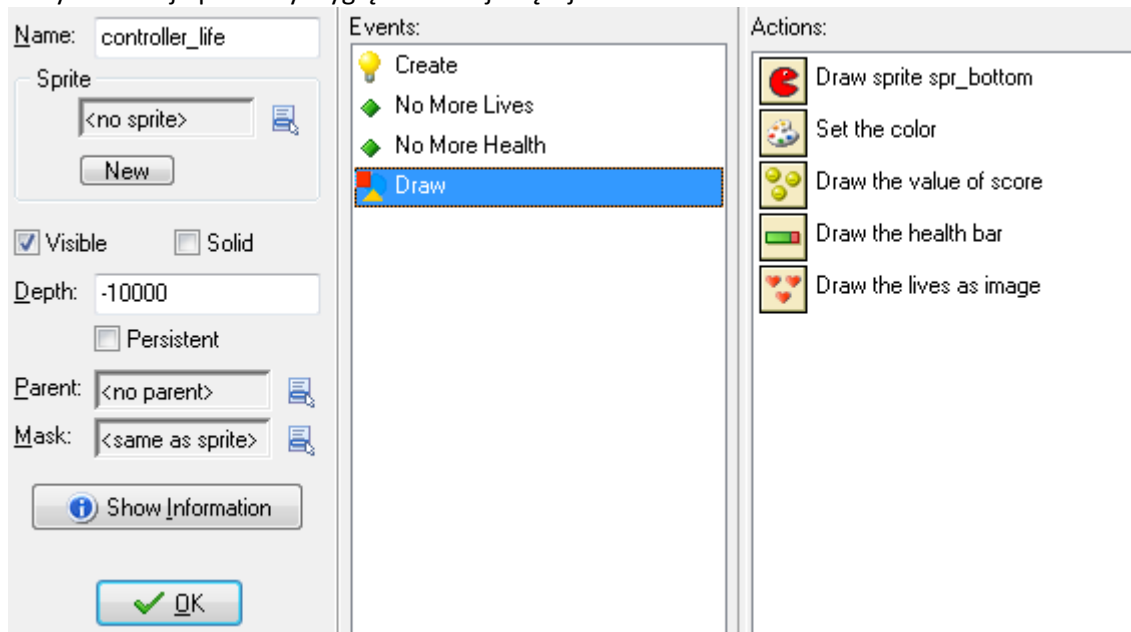 Name: controller_life
Sprite
<no sprite>
New
Visible Solid
Depth: -10000
Persistent
Parent: <no parent>
Mask: <same as sprite>
Show Information
OK
Events:
Create
No More Lives
No More Health
Draw
Actions:
Draw sprite spr_bottom
Set the color
Draw the value of score
Draw the health bar
Draw the lives as image